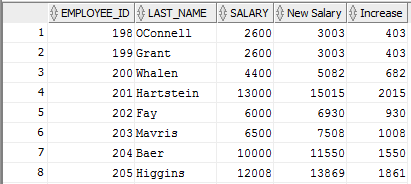 EMPLOYEE_ID LAST_NAME SALARY New Salary Increase
1 198 OConnell 2600 3003 403
2 199 Grant 2600 3003 403
3 200 Whalen 4400 5082 682
4 201 Hartstein 13000 15015 2015
5 202 Fay 6000 6930 930
6 203 Mavris 6500 7508 1008
7 204 Baer 10000 11550 1550
8 205 Higgins 12008 13869 1861